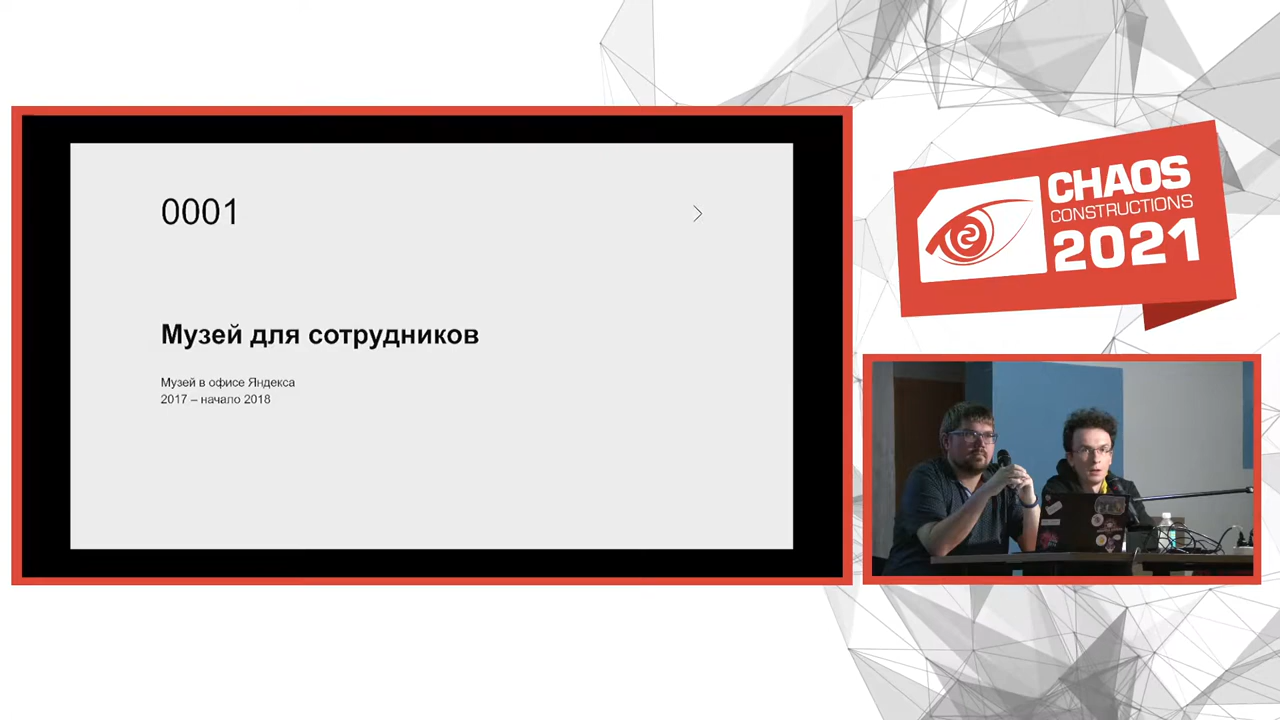 0001
Музей для сотрудников
Музей в офисе Яндекса
2017 – начало 2018
CHAOS
CONSTRUCTIONS
2021